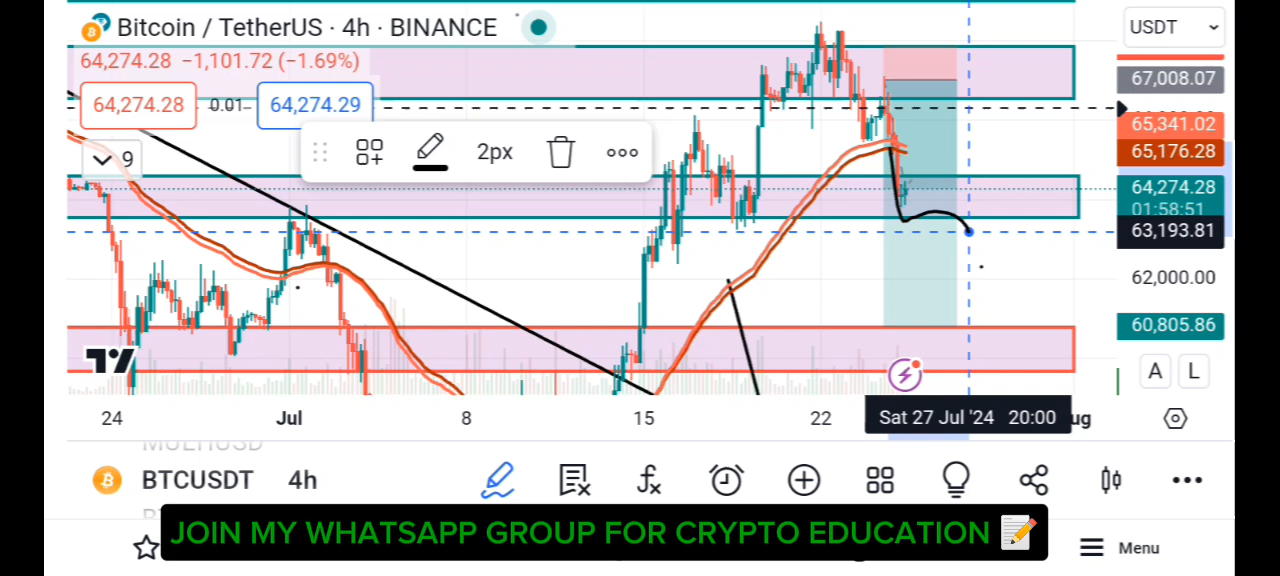 Bitcoin / TetherUS · 4h · BINANCE
USDT
64,274.28 −1,101.72 (−1.69%)
67,008.07
64,274.28 0.01 64,274.29
65,341.02
9
2px
65,176.28
64,274.28
01:58:51
63,193.81
62,000.00
60,805.86
A L
24 Jul 8 15 22 Sat 27 Jul '24 20:00 ug
MULTIUSD
BTCUSDT 4h
JOIN MY WHATSAPP GROUP FOR CRYPTO EDUCATION 📝
Menu